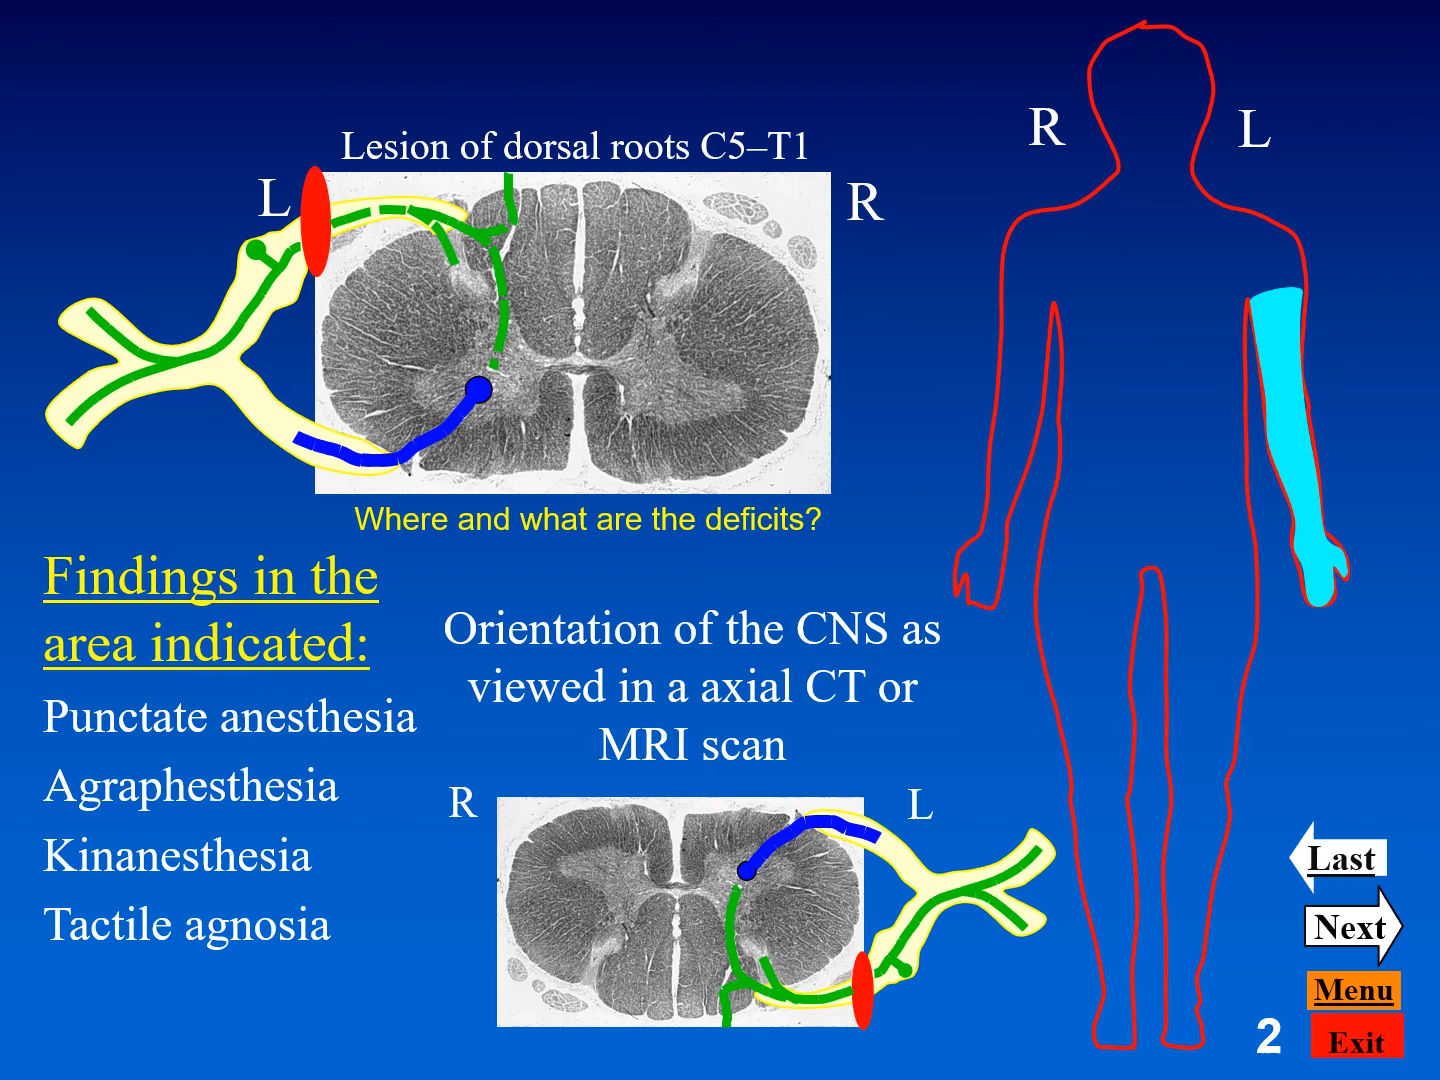 Lesion of dorsal roots C5–T1
L
R
R
L
Where and what are the deficits?
Findings in the
area indicated:
Punctate anesthesia
Agraphesthesia
Kinanesthesia
Tactile agnosia
Orientation of the CNS as
viewed in a axial CT or
MRI scan
R
L
Last
Next
Menu
2
Exit